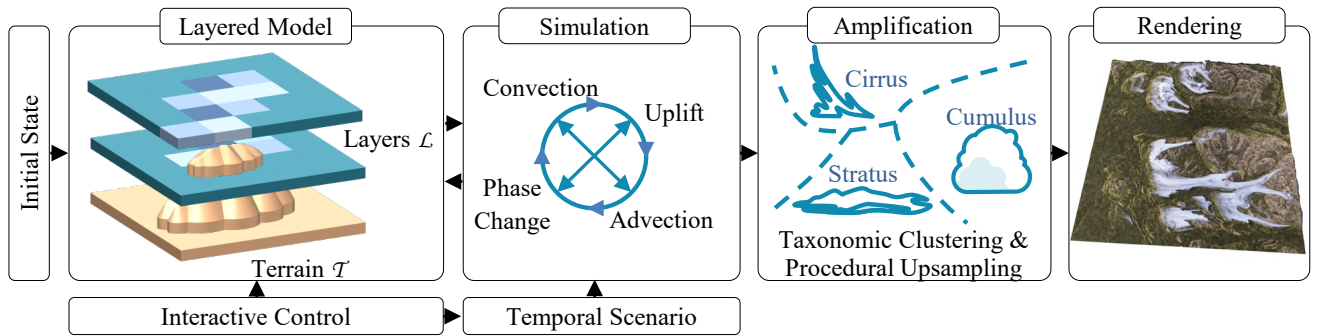 Layered Model
Simulation
Amplification
Rendering
Initial State
Layers ℒ
Terrain 𝒯
Convection
Uplift
Phase
Change
Advection
Cirrus
Cumulus
Stratus
Taxonomic Clustering &
Procedural Upsampling
Interactive Control
Temporal Scenario